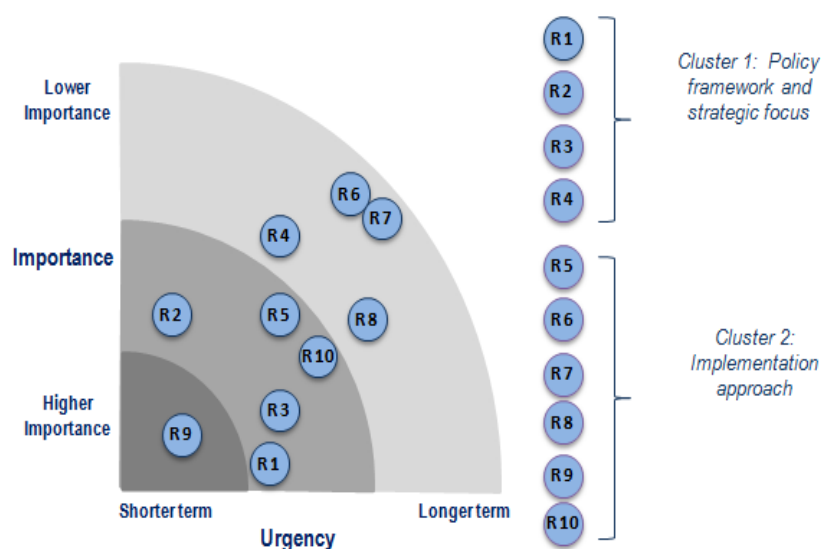 Lower
Importance
Importance
Higher
Importance
R6
R7
R4
R2
R5
R8
R10
R3
R9
R1
Shorter term
Longer term
Urgency
R1
R2
R3
R4
Cluster 1: Policy
framework and
strategic focus
R5
R6
R7
R8
R9
R10
Cluster 2:
Implementation
approach